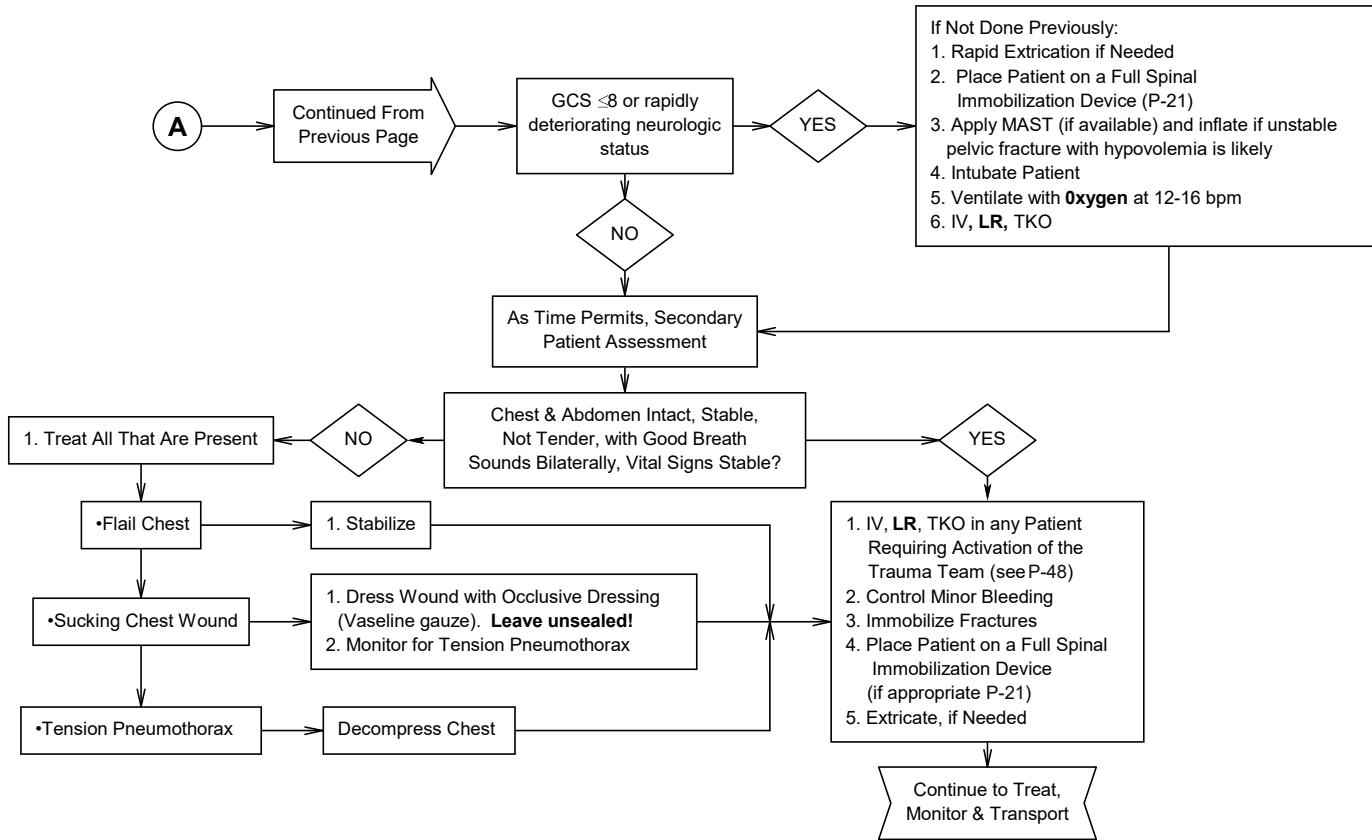 A
Continued From
Previous Page
GCS ≤8 or rapidly
deteriorating neurologic
status
YES
If Not Done Previously:
1. Rapid Extrication if Needed
2. Place Patient on a Full Spinal
Immobilization Device (P-21)
3. Apply MAST (if available) and inflate if unstable
pelvic fracture with hypovolemia is likely
4. Intubate Patient
5. Ventilate with 0xygen at 12-16 bpm
6. IV, LR, TKO
NO
As Time Permits, Secondary
Patient Assessment
Chest & Abdomen Intact, Stable,
Not Tender, with Good Breath
Sounds Bilaterally, Vital Signs Stable?
NO
1. Treat All That Are Present
YES
•Flail Chest
1. Stabilize
•Sucking Chest Wound
1. Dress Wound with Occlusive Dressing
(Vaseline gauze). Leave unsealed!
2. Monitor for Tension Pneumothorax
•Tension Pneumothorax
Decompress Chest
1. IV, LR, TKO in any Patient
Requiring Activation of the
Trauma Team (see P-48)
2. Control Minor Bleeding
3. Immobilize Fractures
4. Place Patient on a Full Spinal
Immobilization Device
(if appropriate P-21)
5. Extricate, if Needed
Continue to Treat,
Monitor & Transport